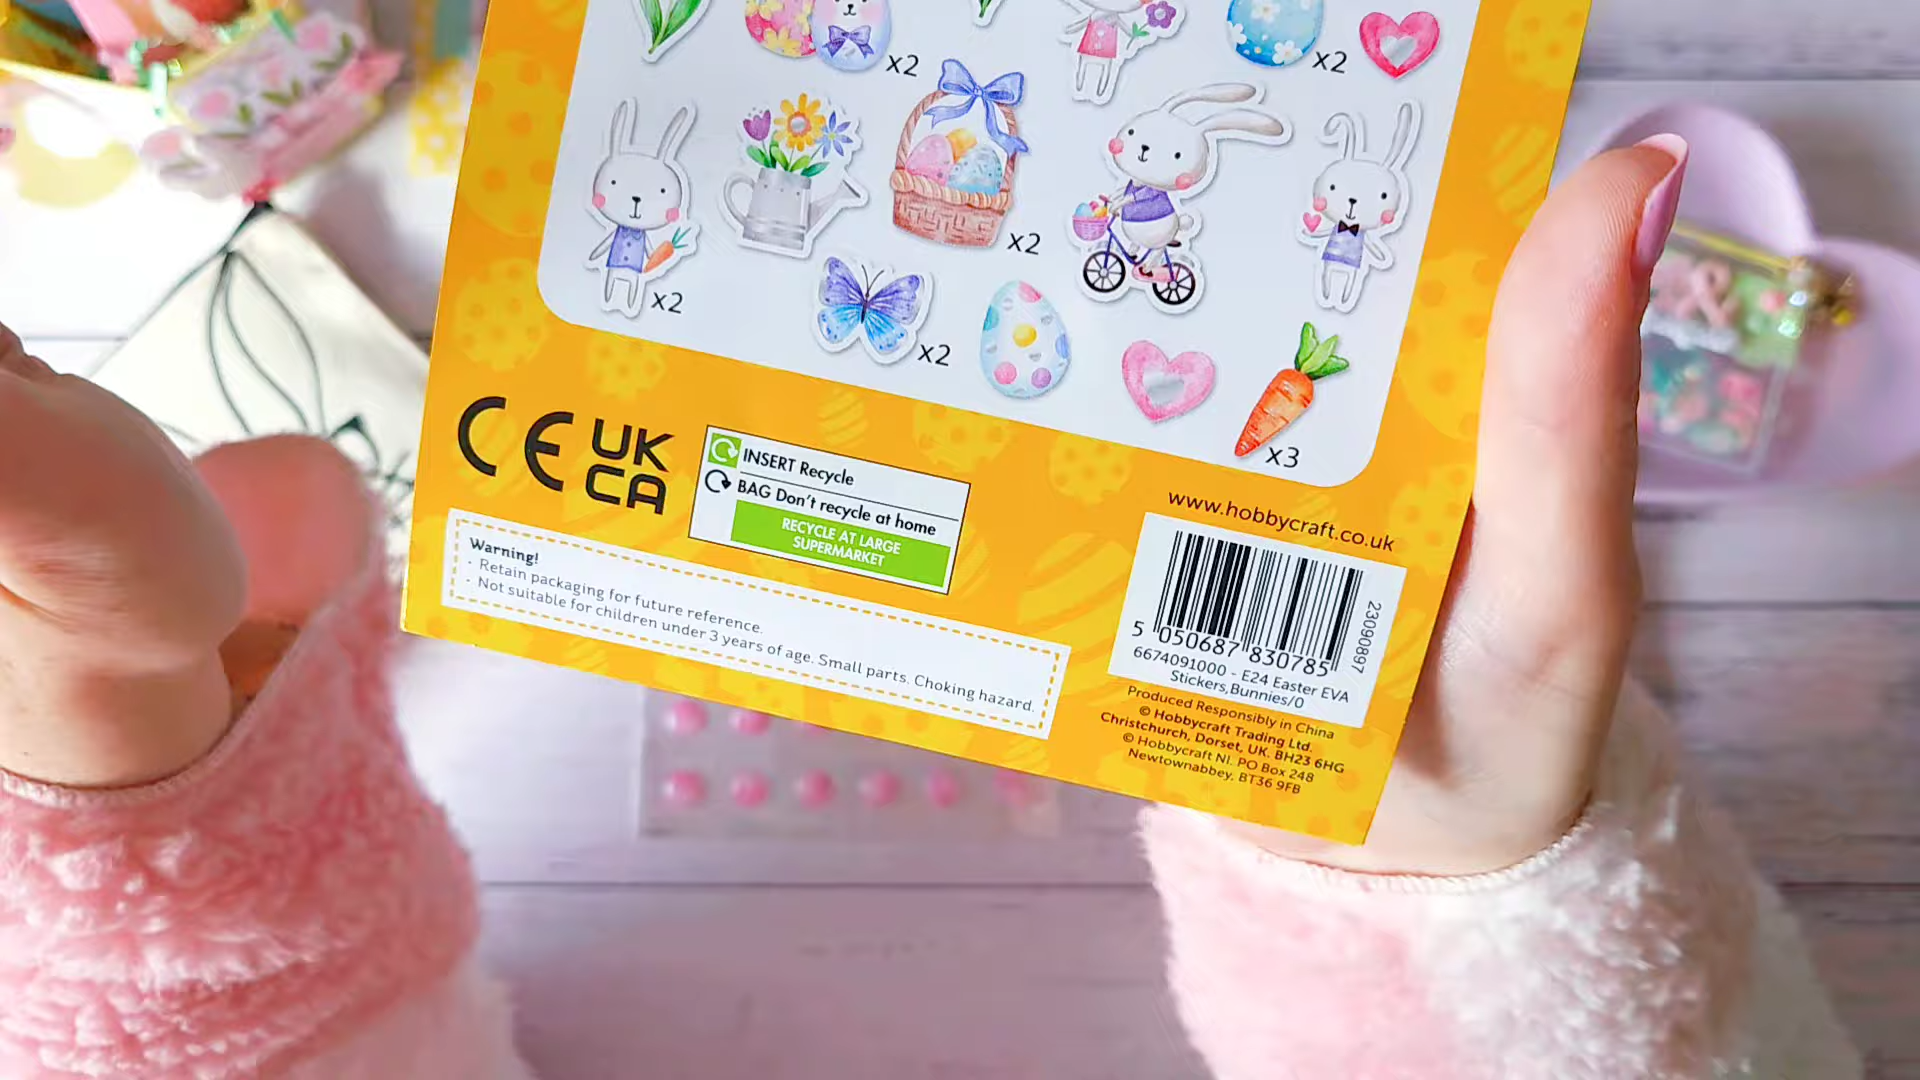 x2
x2
x2
x2
x2
x3
CE
UK
CA
INSERT Recycle
BAG Don't recycle at home
RECYCLE AT LARGE
SUPERMARKET
Warning!
· Retain packaging for future reference.
· Not suitable for children under 3 years of age. Small parts. Choking hazard.
www.hobbycraft.co.uk
23090897
5 050687 830785
6674091000 - E24 Easter EVA
Stickers,Bunnies/0
Produced Responsibly in China
© Hobbycraft Trading Ltd.
Christchurch, Dorset, UK. BH23 6HG
© Hobbycraft NI. PO Box 248
Newtownabbey. BT36 9FB